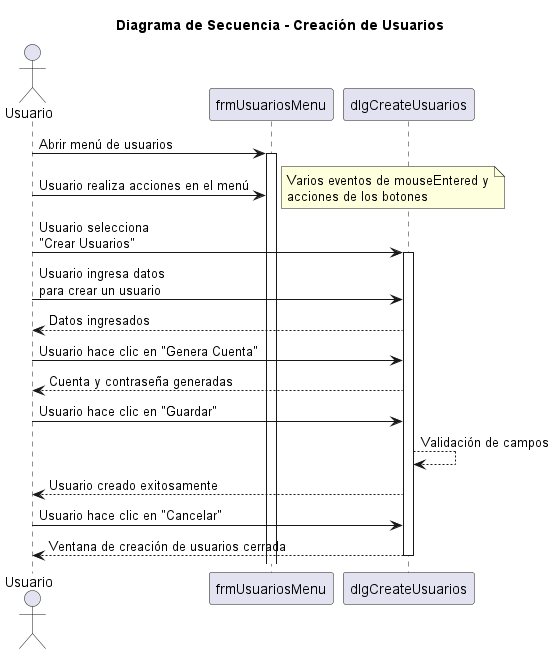 Diagrama de Secuencia - Creación de Usuarios
Usuario
frmUsuariosMenu
dlgCreateUsuarios
Abrir menú de usuarios
Usuario realiza acciones en el menú
Varios eventos de mouseEntered y
acciones de los botones
Usuario selecciona
"Crear Usuarios"
Usuario ingresa datos
para crear un usuario
Datos ingresados
Usuario hace clic en "Genera Cuenta"
Cuenta y contraseña generadas
Usuario hace clic en "Guardar"
Validación de campos
Usuario creado exitosamente
Usuario hace clic en "Cancelar"
Ventana de creación de usuarios cerrada
Usuario
frmUsuariosMenu
dlgCreateUsuarios